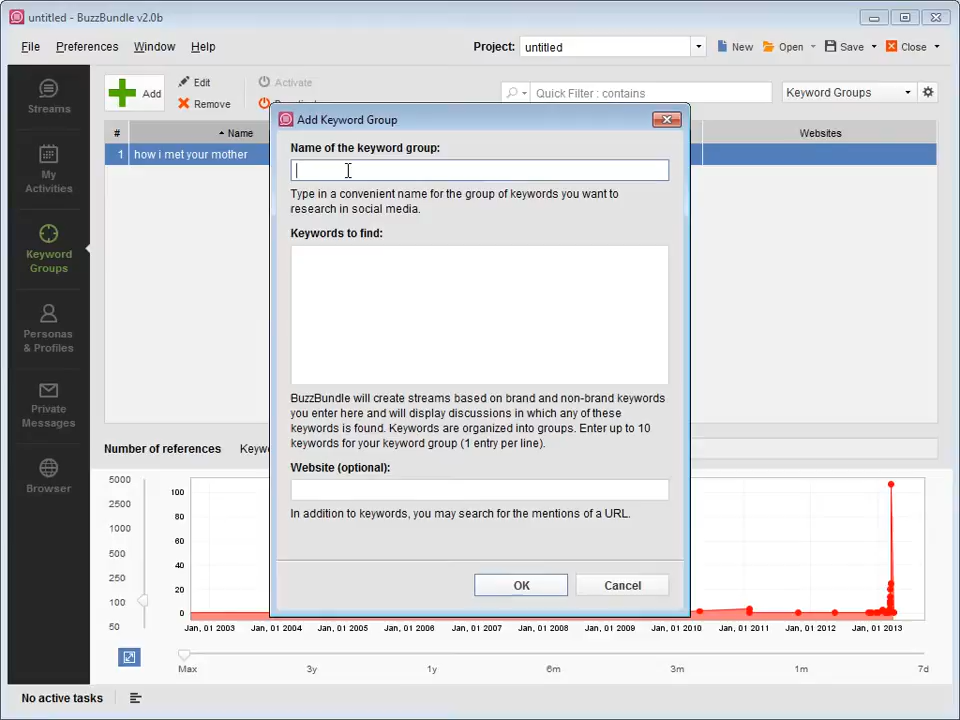 untitled - BuzzBundle v2.0b
File Preferences Window Help
Project: untitled New Open Save Close
Streams
My Activities
Keyword Groups
Personas & Profiles
Private Messages
Browser
Add
Edit
Remove
Activate
Quick Filter : contains
Keyword Groups
# Name Websites
1 how i met your mother
Add Keyword Group
Name of the keyword group:
Type in a convenient name for the group of keywords you want to
research in social media.
Keywords to find:
BuzzBundle will create streams based on brand and non-brand keywords
you enter here and will display discussions in which any of these
keywords is found. Keywords are organized into groups. Enter up to 10
keywords for your keyword group (1 entry per line).
Website (optional):
In addition to keywords, you may search for the mentions of a URL.
OK Cancel
Number of references
5000
2500
1000
500
250
100
50
100
80
60
40
20
0
Jan, 01 2003 Jan, 01 2004 Jan, 01 2005 Jan, 01 2006 Jan, 01 2007 Jan, 01 2008 Jan, 01 2009 Jan, 01 2010 Jan, 01 2011 Jan, 01 2012 Jan, 01 2013
Max 3y 1y 6m 3m 1m 7d
No active tasks